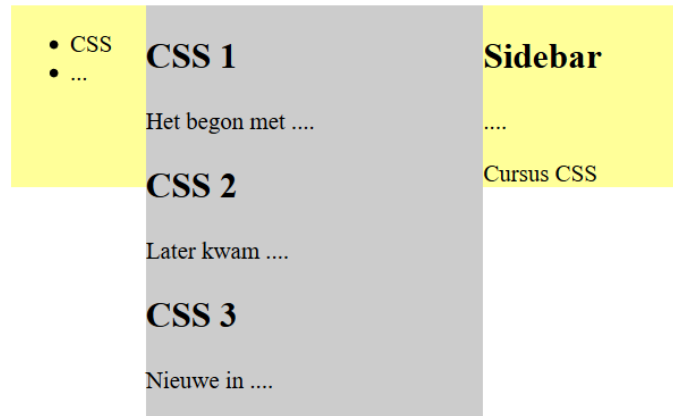 CSS
...
CSS 1
Het begon met ....
CSS 2
Later kwam ....
CSS 3
Nieuwe in ....
Sidebar
....
Cursus CSS